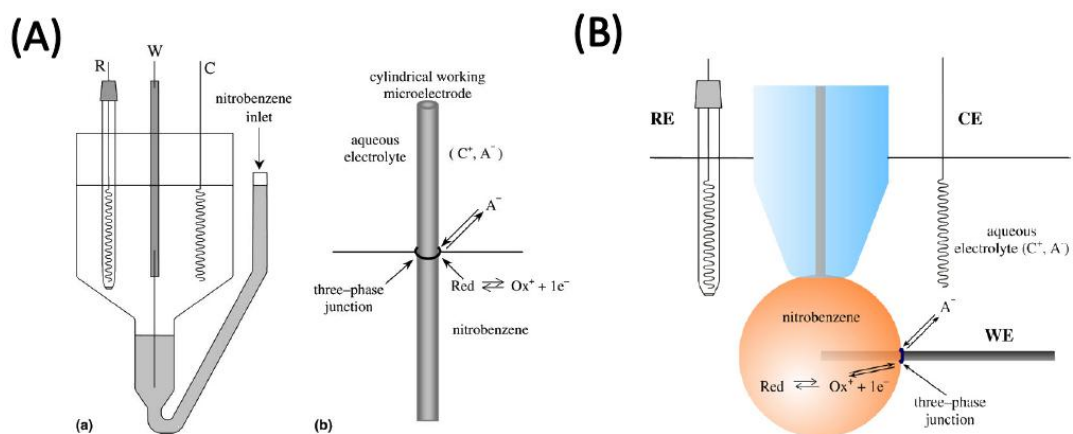 (A)
R
W
C
nitrobenzene
inlet
(a)
cylindrical working
microelectrode
aqueous
electrolyte
( C⁺, A⁻)
A⁻
three–phase
junction
Red ⇌ Ox⁺ + 1e⁻
nitrobenzene
(b)
(B)
RE
CE
aqueous
electrolyte (C⁺, A⁻)
nitrobenzene
A⁻
WE
Red ⇌ Ox⁺ + 1e⁻
three–phase
junction